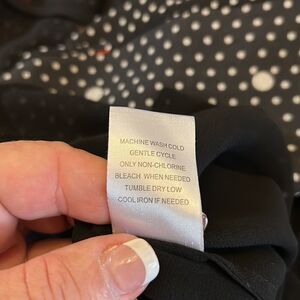 MACHINE WASH COLD
GENTLE CYCLE
ONLY NON-CHLORINE
BLEACH WHEN NEEDED
TUMBLE DRY LOW
COOL IRON IF NEEDED